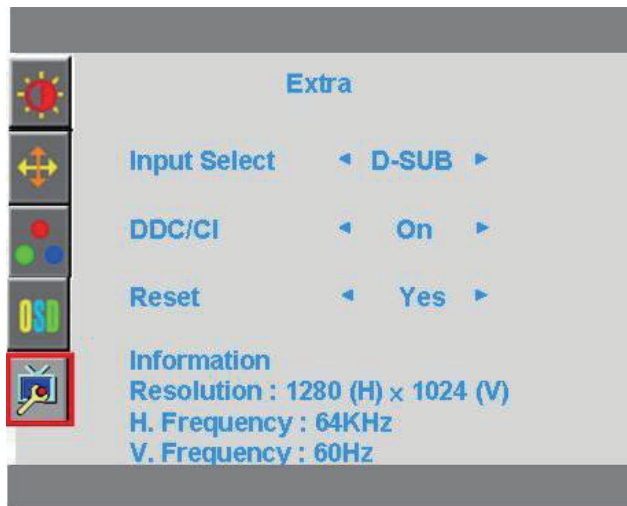 Extra
Input Select ◄ D-SUB ►
DDC/CI ◄ On ►
Reset ◄ Yes ►
OSD
Information
Resolution : 1280 (H) × 1024 (V)
H. Frequency : 64KHz
V. Frequency : 60Hz